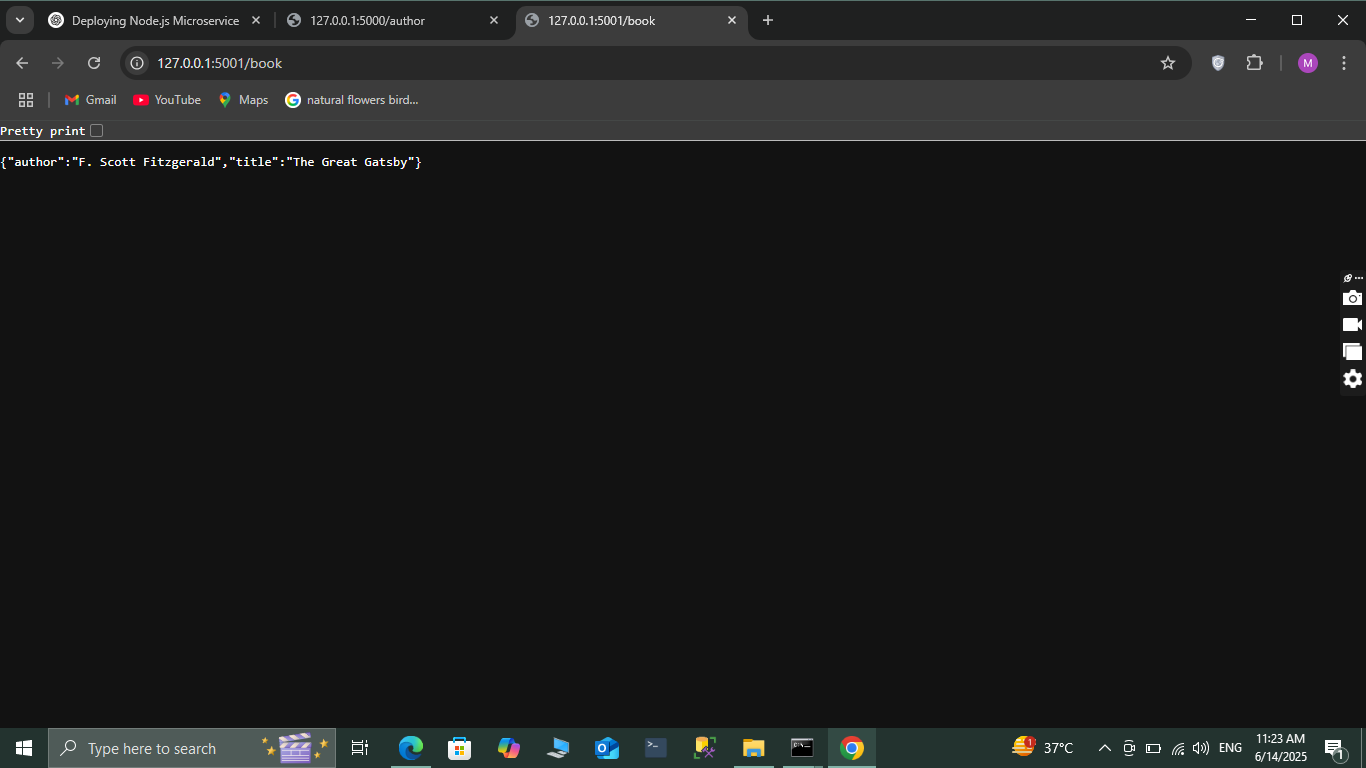 Deploying Node.js Microservice
127.0.0.1:5000/author
127.0.0.1:5001/book
127.0.0.1:5001/book
M
Gmail
YouTube
Maps
natural flowers bird...
Pretty print
{"author":"F. Scott Fitzgerald","title":"The Great Gatsby"}
Type here to search
1
37°C
ENG
11:23 AM
6/14/2025
1